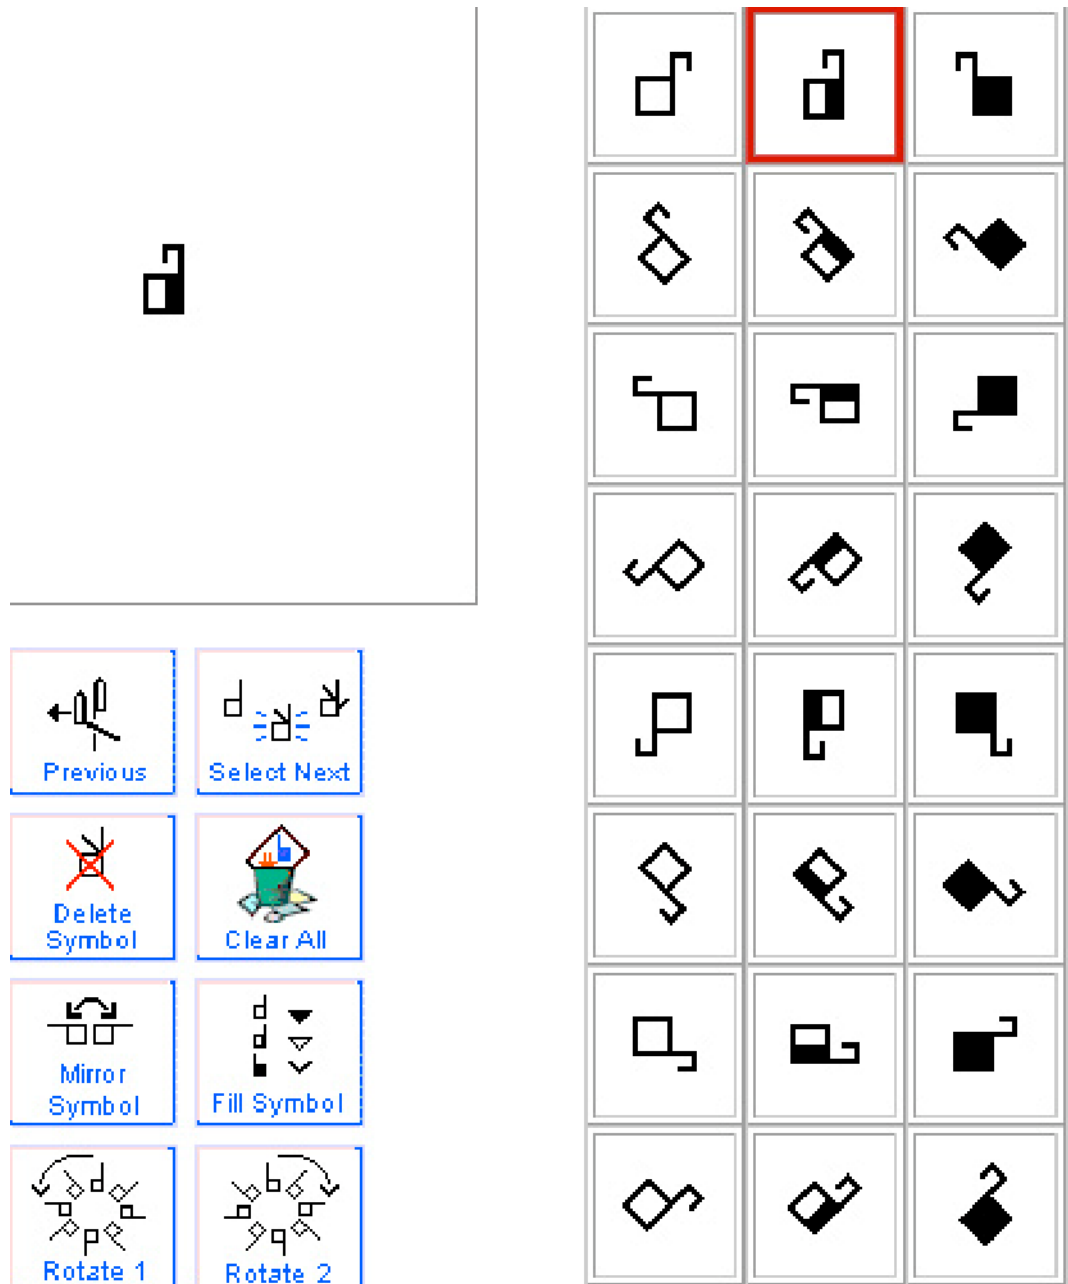 Previous
Select Next
Delete
Symbol
Clear All
Mirror
Symbol
Fill Symbol
Rotate 1
Rotate 2